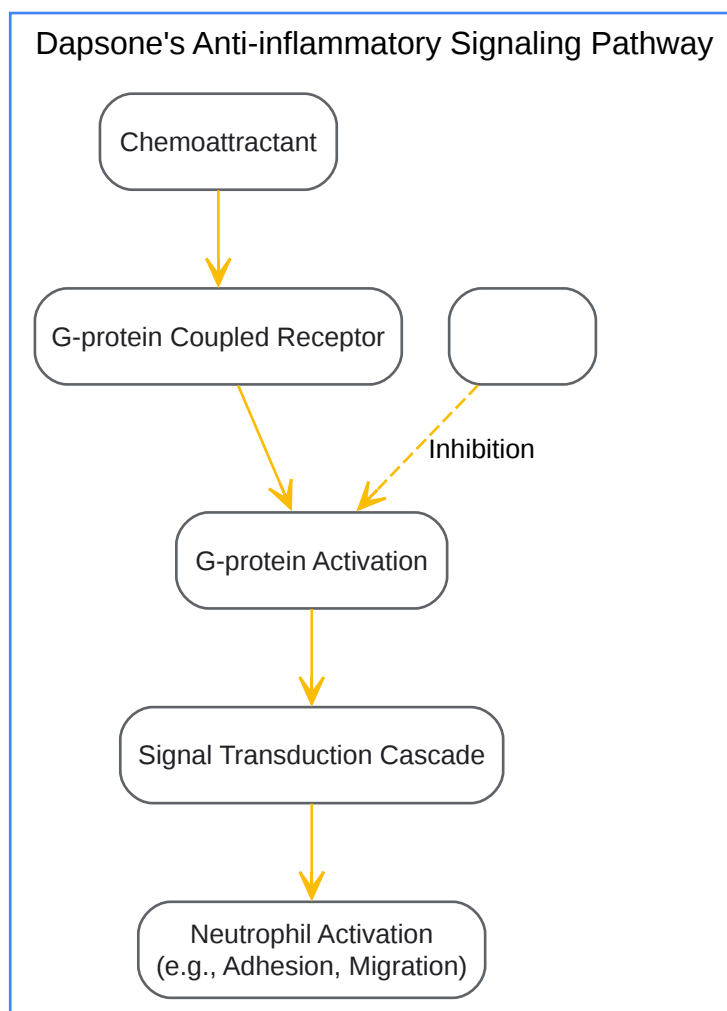 Dapsone's Anti-inflammatory Signaling Pathway
Chemoattractant
G-protein Coupled Receptor
Inhibition
G-protein Activation
Signal Transduction Cascade
Neutrophil Activation
(e.g., Adhesion, Migration)